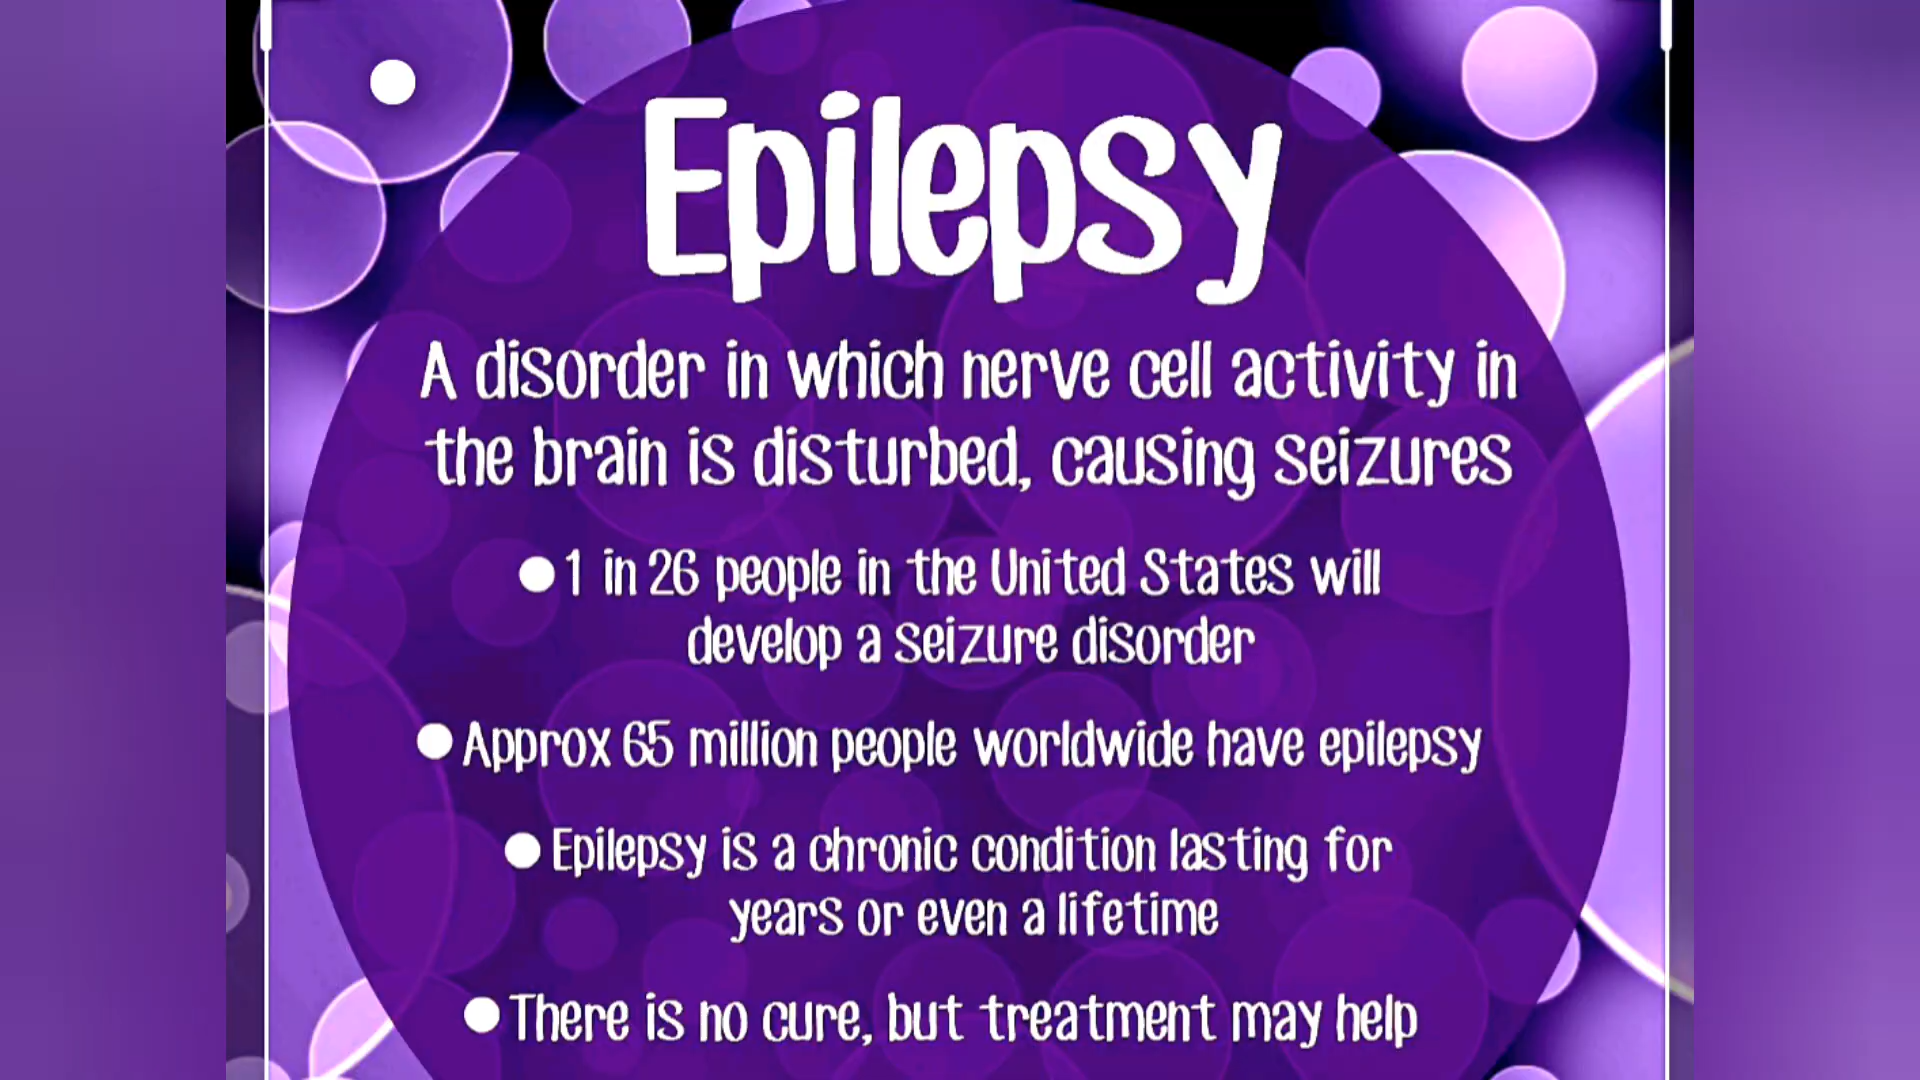 Epilepsy
A disorder in which nerve cell activity in
the brain is disturbed, causing seizures
● 1 in 26 people in the United States will
develop a seizure disorder
● Approx 65 million people worldwide have epilepsy
● Epilepsy is a chronic condition lasting for
years or even a lifetime
● There is no cure, but treatment may help